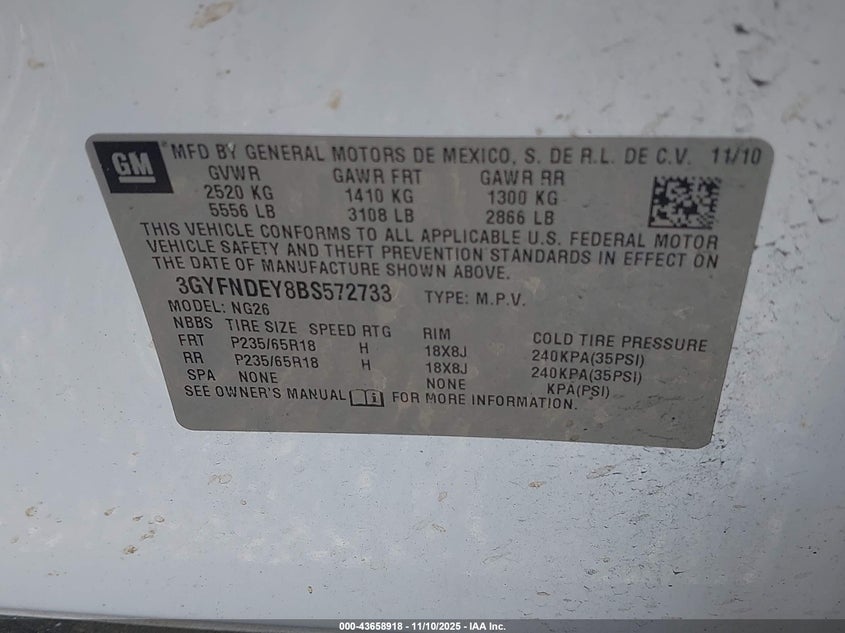 GM MFD BY GENERAL MOTORS DE MEXICO, S. DE R.L. DE C.V. 11/10
GVWR GAWR FRT GAWR RR
2520 KG 1410 KG 1300 KG
5556 LB 3108 LB 2866 LB
THIS VEHICLE CONFORMS TO ALL APPLICABLE U.S. FEDERAL MOTOR
VEHICLE SAFETY AND THEFT PREVENTION STANDARDS IN EFFECT ON
THE DATE OF MANUFACTURE SHOWN ABOVE.
3GYFNDEY8BS572733 TYPE: M.P.V.
MODEL: NG26
NBBS TIRE SIZE SPEED RTG RIM COLD TIRE PRESSURE
FRT P235/65R18 H 18X8J 240KPA(35PSI)
RR P235/65R18 H 18X8J 240KPA(35PSI)
SPA NONE NONE KPA(PSI)
SEE OWNER'S MANUAL FOR MORE INFORMATION.
000-43658918 - 11/10/2025 - IAA Inc.